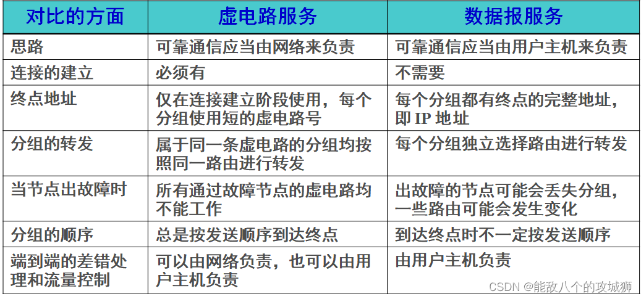 对比的方面 虚电路服务 数据报服务
思路 可靠通信应当由网络来负责 可靠通信应当由用户主机来负责
连接的建立 必须有 不需要
终点地址 仅在连接建立阶段使用，每个 每个分组都有终点的完整地址，
分组使用短的虚电路号 即 IP 地址
分组的转发 属于同一条虚电路的分组均按 每个分组独立选择路由进行转发
照同一路由进行转发
当节点出故障时 所有通过故障节点的虚电路均 出故障的节点可能会丢失分组，
不能工作 一些路由可能会发生变化
分组的顺序 总是按发送顺序到达终点 到达终点时不一定按发送顺序
端到端的差错处 可以由网络负责，也可以由用 由用户主机负责
理和流量控制 户主机负责
CSDN @能敌八个的攻城狮